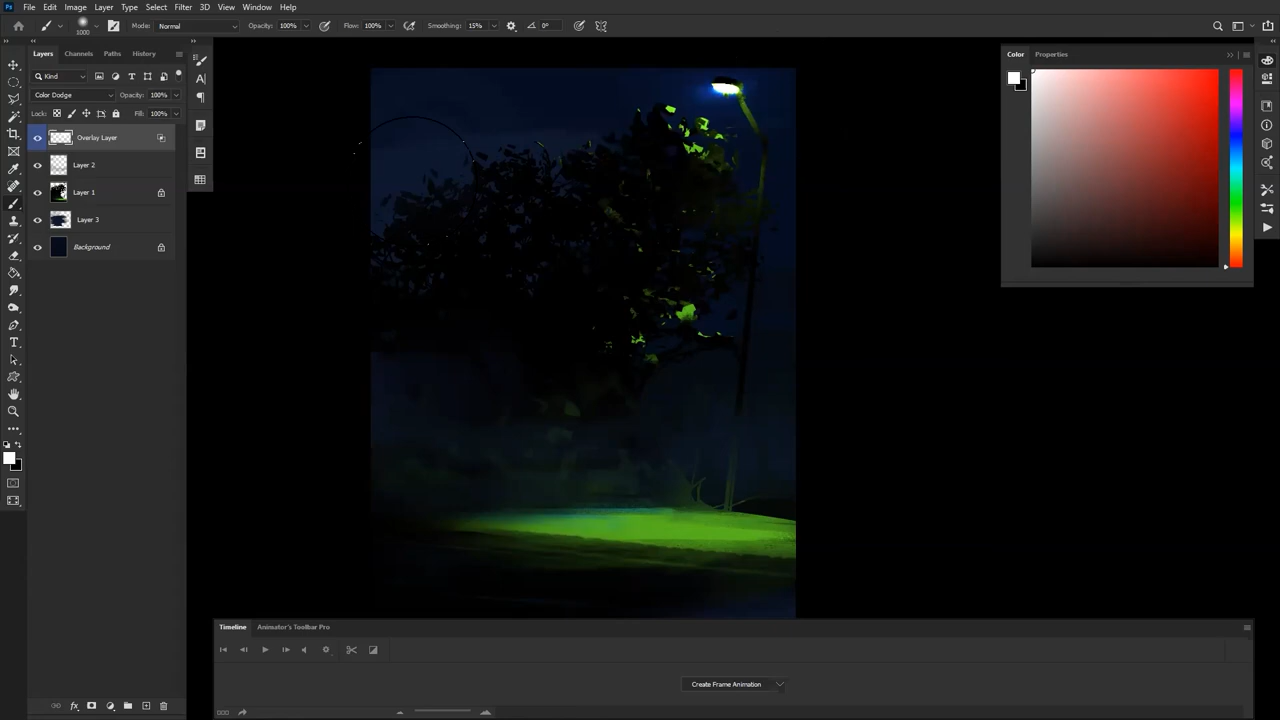 Ps File Edit Image Layer Type Select Filter 3D View Window Help
1000 Mode: Normal Opacity: 100% Flow: 100% Smoothing: 15% 0°
Layers Channels Paths History
Kind
Color Dodge Opacity: 100%
Lock: Fill: 100%
Overlay Layer
Layer 2
Layer 1
Layer 3
Background
Color Properties
Timeline Animator's Toolbar Pro
Create Frame Animation